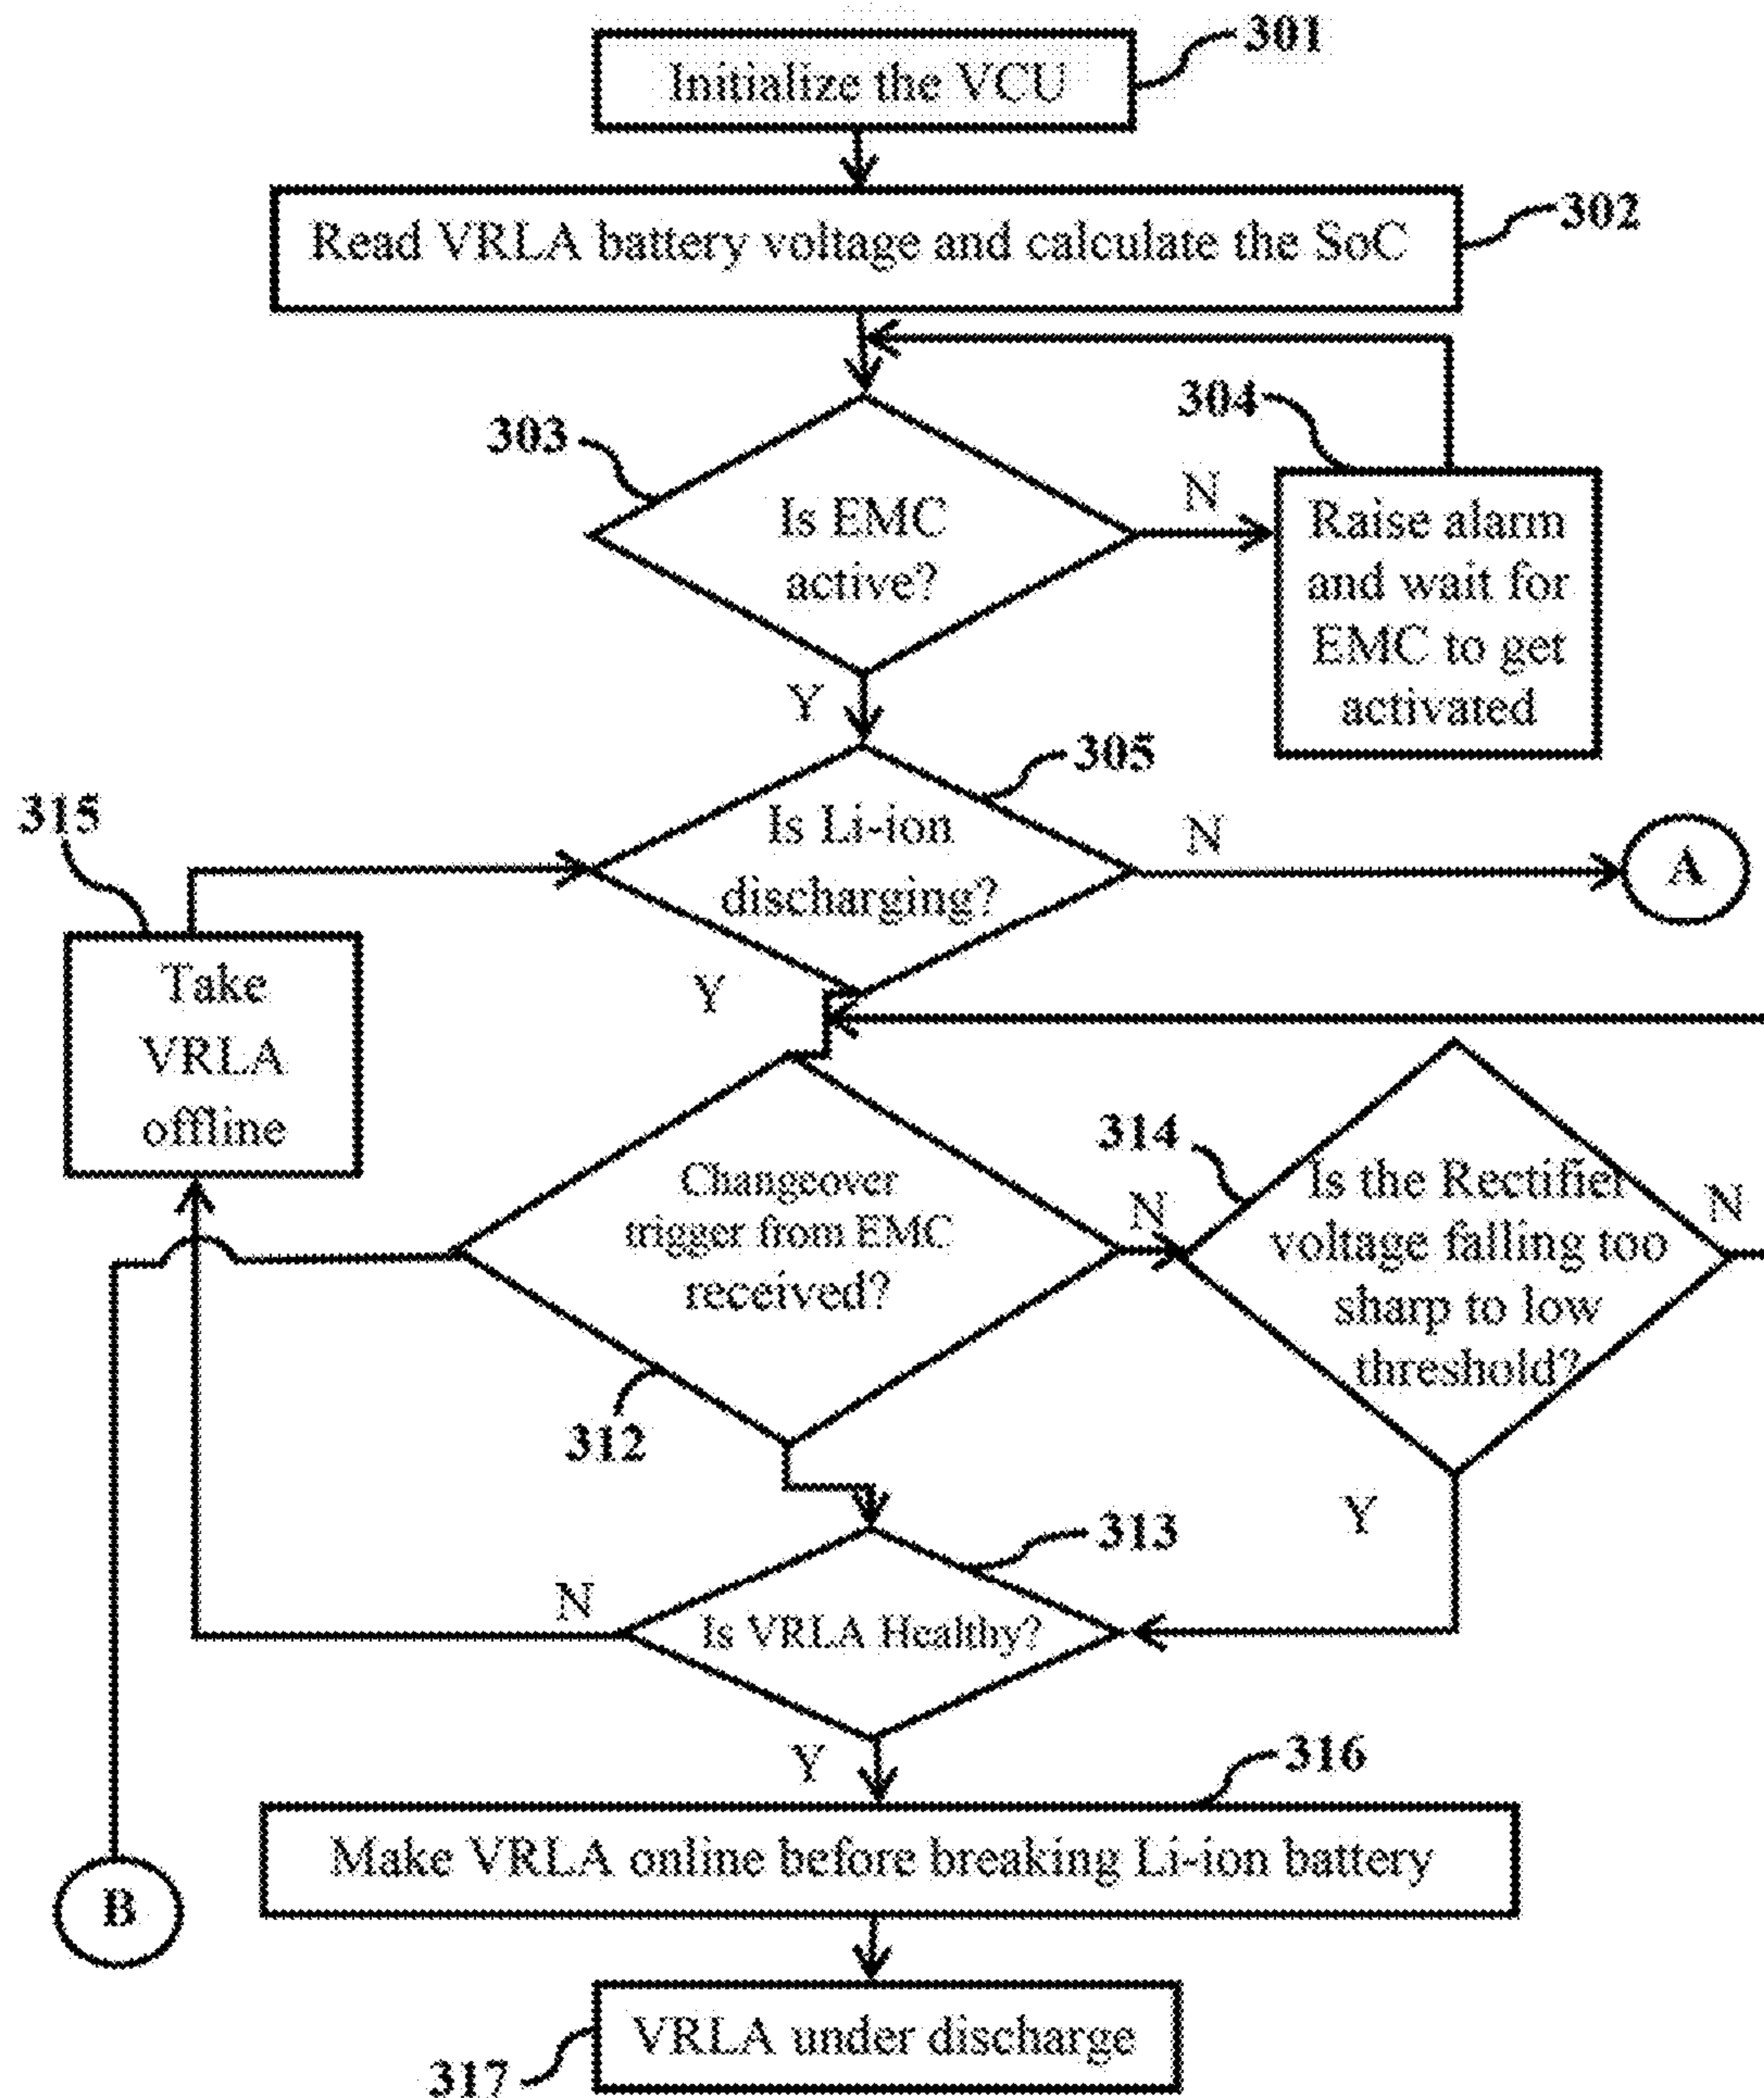 301
Initialize the VCU
302
Read VRLA battery voltage and calculate the SoC
303
304
Is EMC
active?
N
Raise alarm
and wait for
EMC to get
activated
Y
305
315
Is Li-ion
discharging?
N
A
Take
VRLA
offline
Y
314
Changeover
trigger from EMC
received?
N
Is the Rectifier
voltage falling too
sharp to low
threshold?
N
312
Y
313
N
Is VRLA Healthy?
Y
316
Make VRLA online before breaking Li-ion battery
B
VRLA under discharge
317